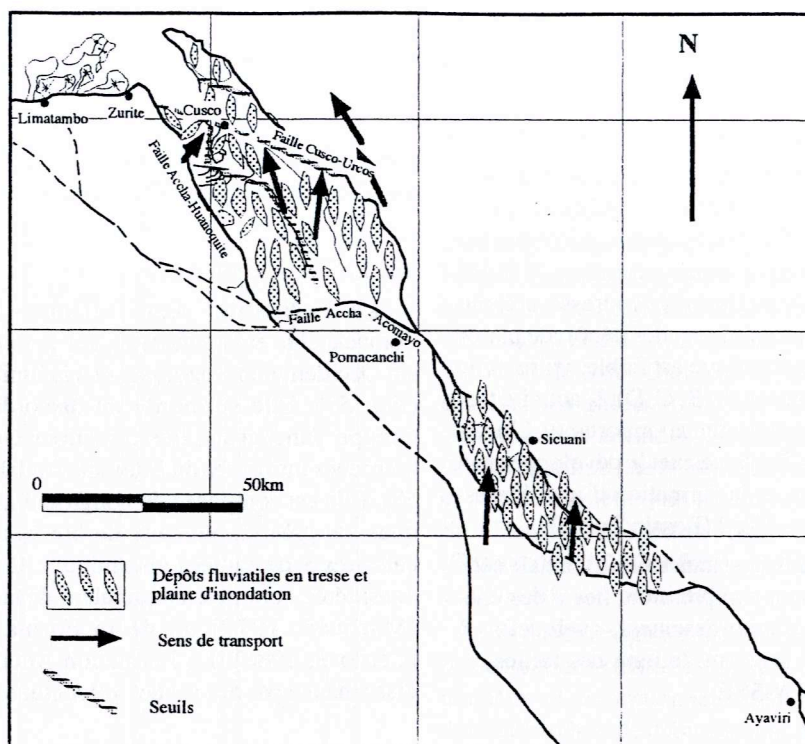 N
Limatambo
Zurite
Cusco
Faille Cusco-Urcos
Faille Accha-Huanoquite
Faille Accha - Acomayo
Pomacanchi
Sicuani
0 50km
Dépôts fluviatiles en tresse et
plaine d'inondation
Sens de transport
Seuils
Ayaviri